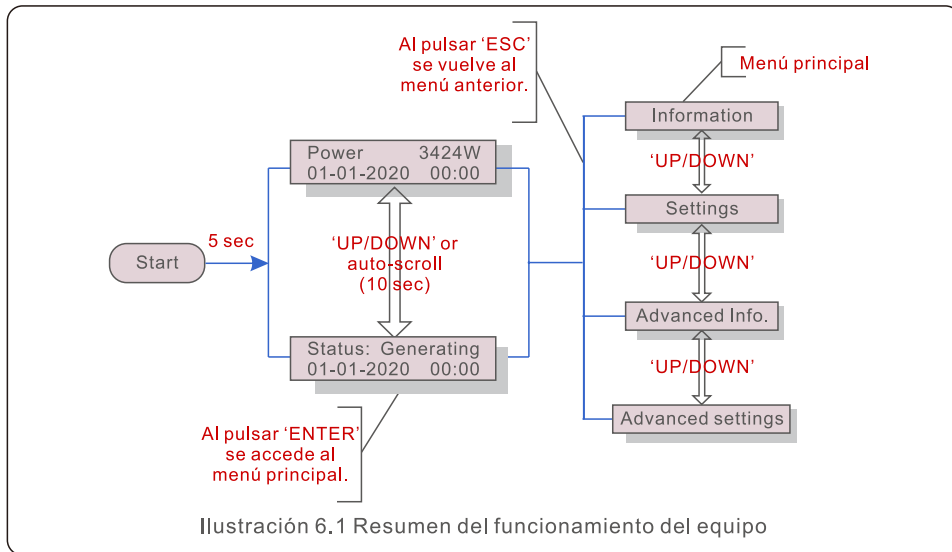 Al pulsar ‘ESC’
se vuelve al
menú anterior.
Menú principal
Information
Power 3424W
01-01-2020 00:00
‘UP/DOWN’
Settings
5 sec
Start
‘UP/DOWN’ or
auto-scroll
(10 sec)
‘UP/DOWN’
Advanced Info.
Status: Generating
01-01-2020 00:00
‘UP/DOWN’
Advanced settings
Al pulsar ‘ENTER’
se accede al
menú principal.
Ilustración 6.1 Resumen del funcionamiento del equipo